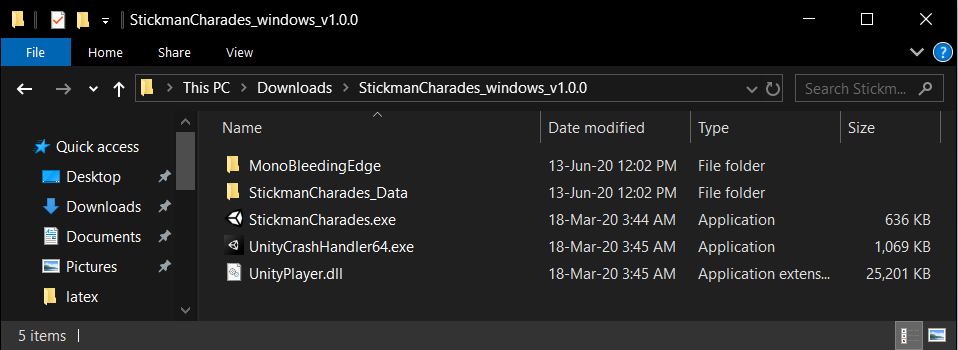 StickmanCharades_windows_v1.0.0
File Home Share View
This PC Downloads StickmanCharades_windows_v1.0.0 Search Stickm...
Name Date modified Type Size
Quick access
Desktop
Downloads
Documents
Pictures
latex
MonoBleedingEdge 13-Jun-20 12:02 PM File folder
StickmanCharades_Data 13-Jun-20 12:02 PM File folder
StickmanCharades.exe 18-Mar-20 3:44 AM Application 636 KB
UnityCrashHandler64.exe 18-Mar-20 3:45 AM Application 1,069 KB
UnityPlayer.dll 18-Mar-20 3:45 AM Application extens... 25,201 KB
5 items